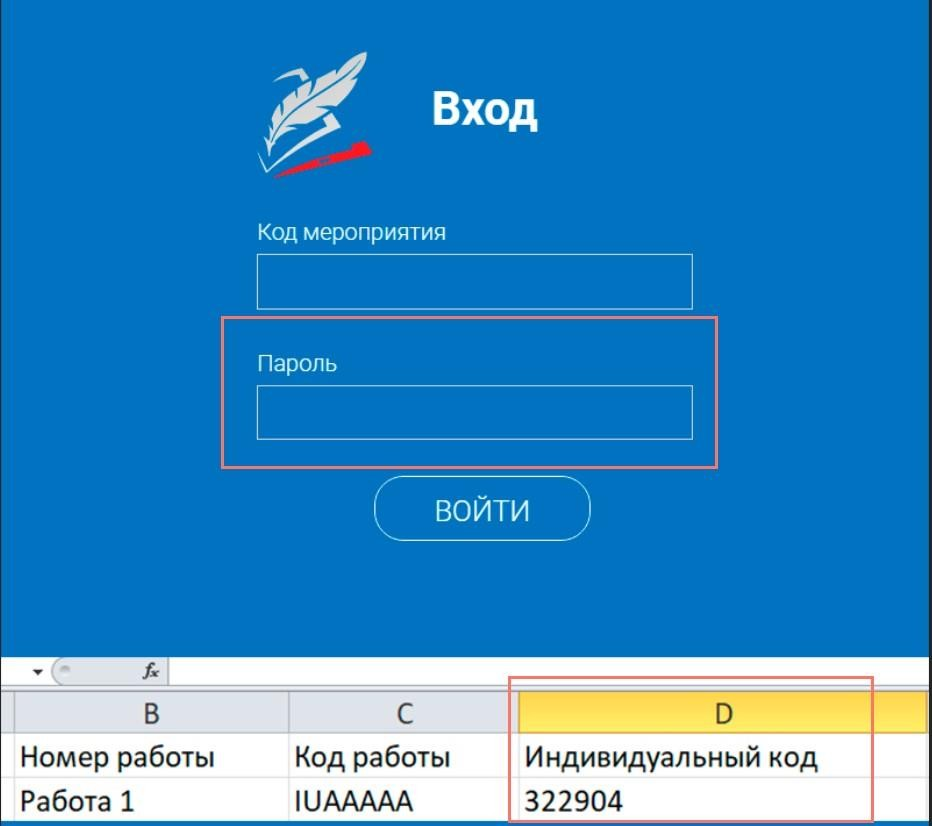 Вход
Код мероприятия
Пароль
ВОЙТИ
fx
B C D
Номер работы Код работы Индивидуальный код
Работа 1 IUAAAAA 322904